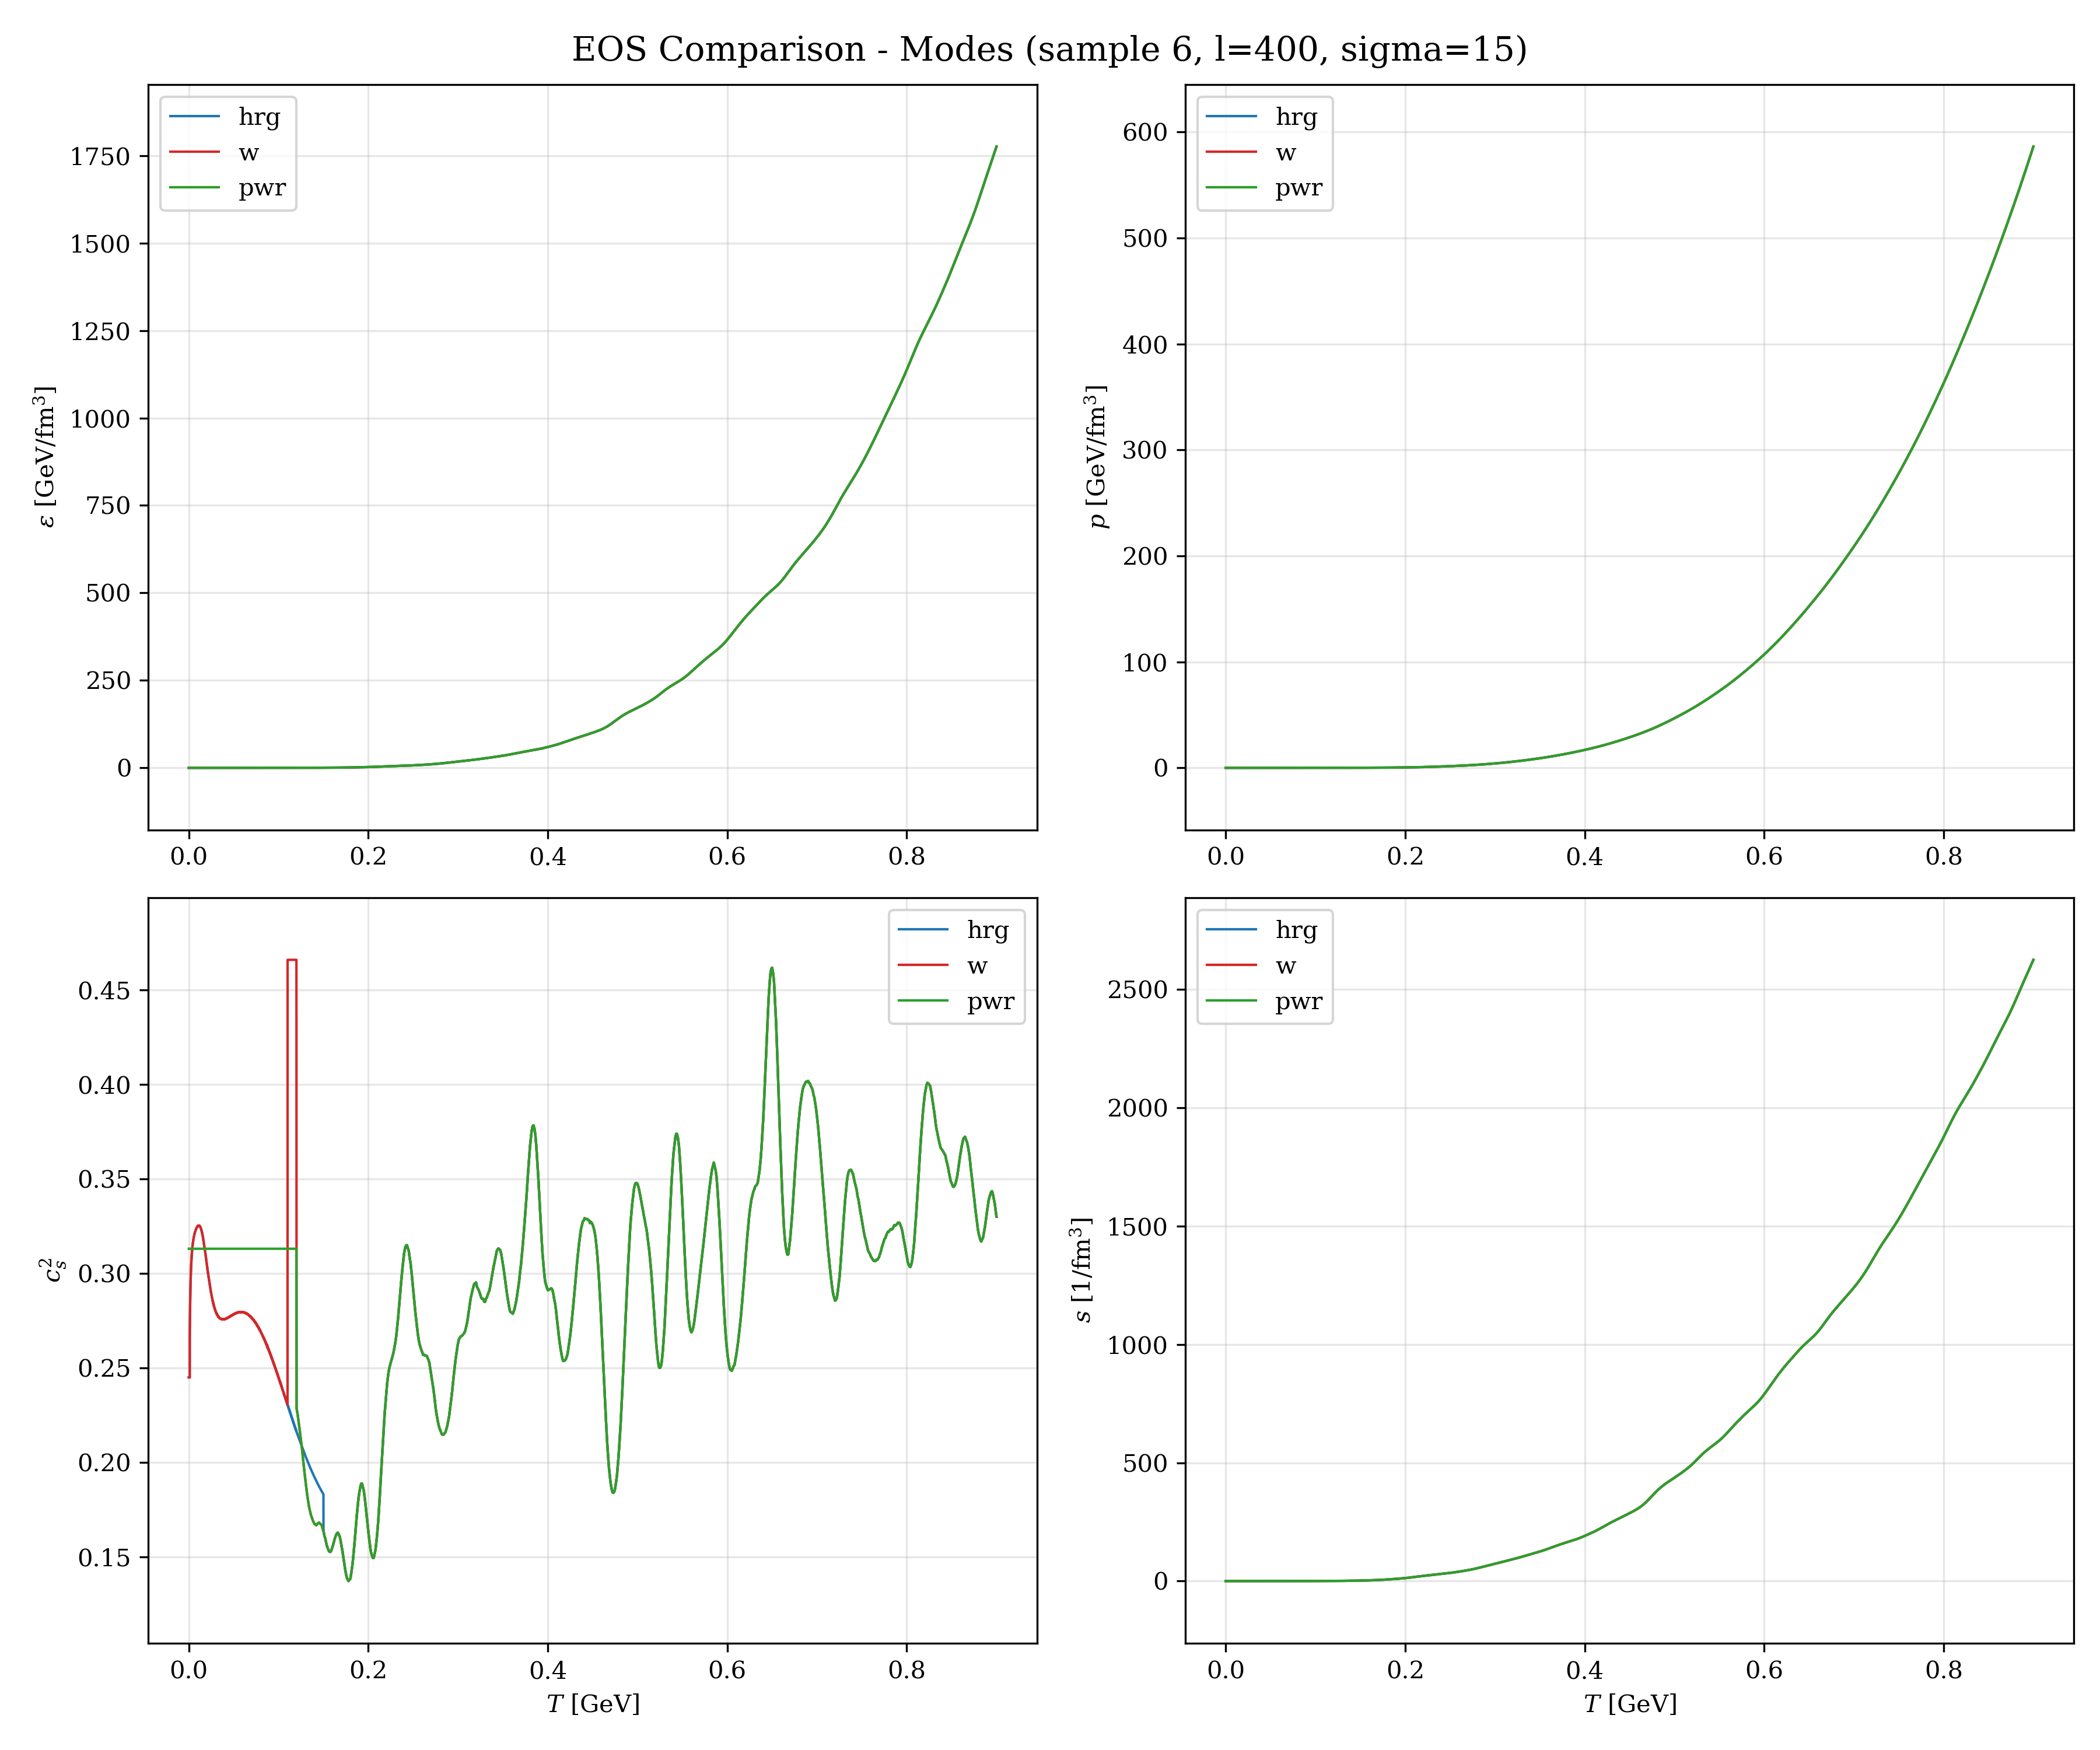 EOS Comparison - Modes (sample 6, l=400, sigma=15)
hrg
w
pwr
1750
1500
1250
1000
750
500
250
0
ε [GeV/fm³]
0.0 0.2 0.4 0.6 0.8
hrg
w
pwr
600
500
400
300
200
100
0
p [GeV/fm³]
0.0 0.2 0.4 0.6 0.8
hrg
w
pwr
0.45
0.40
0.35
0.30
0.25
0.20
0.15
c_s^2
0.0 0.2 0.4 0.6 0.8
T [GeV]
hrg
w
pwr
2500
2000
1500
1000
500
0
s [1/fm³]
0.0 0.2 0.4 0.6 0.8
T [GeV]